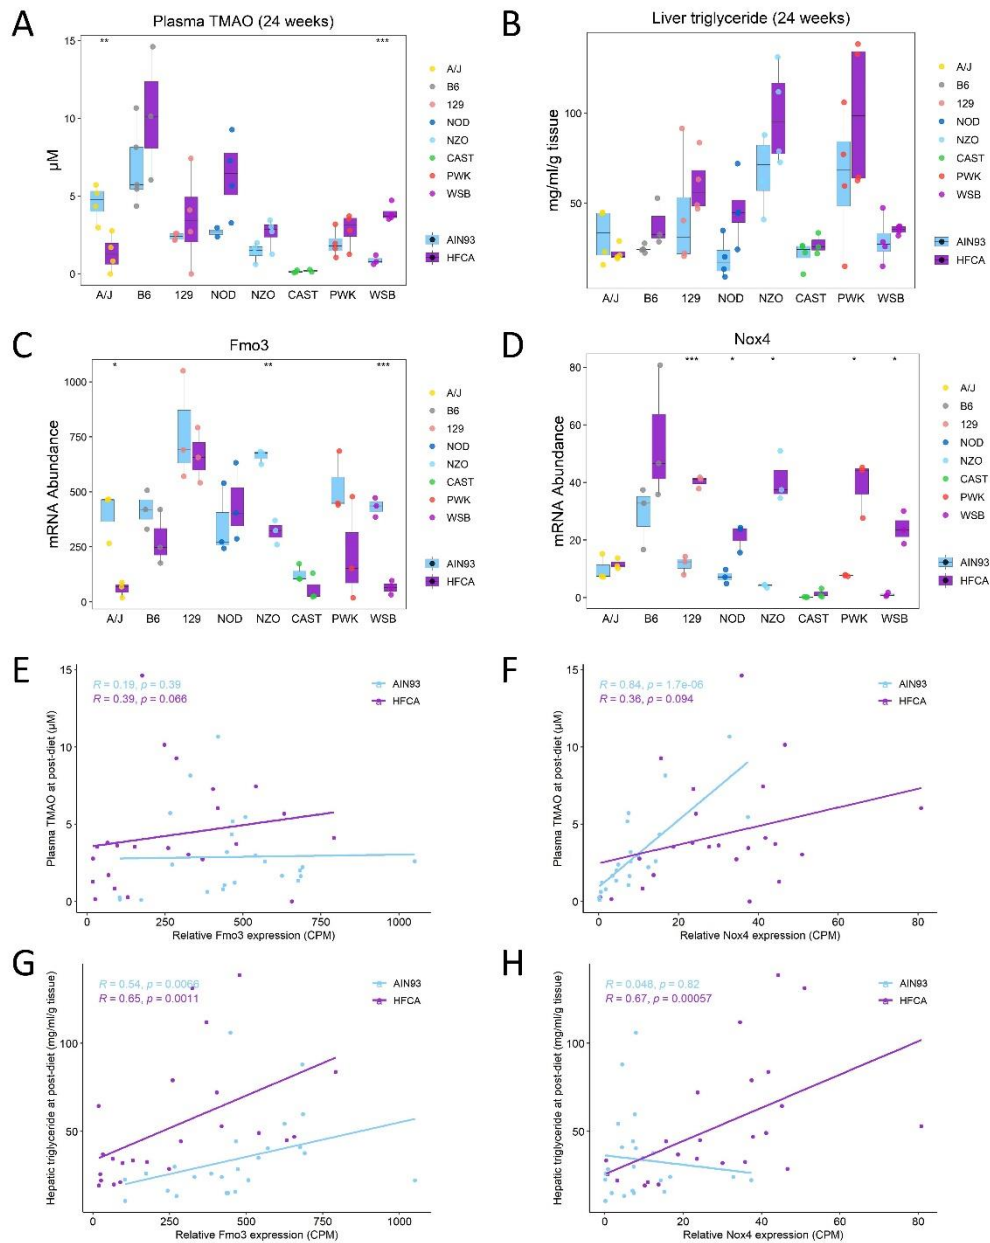 A
Plasma TMAO (24 weeks)
15
10
5
0
µM
** ***
A/J B6 129 NOD NZO CAST PWK WSB
A/J
B6
129
NOD
NZO
CAST
PWK
WSB
AIN93
HFCA
B
Liver triglyceride (24 weeks)
100
50
mg/ml/g tissue
A/J B6 129 NOD NZO CAST PWK WSB
A/J
B6
129
NOD
NZO
CAST
PWK
WSB
AIN93
HFCA
C
Fmo3
1000
750
500
250
0
mRNA Abundance
* ** ***
A/J B6 129 NOD NZO CAST PWK WSB
A/J
B6
129
NOD
NZO
CAST
PWK
WSB
AIN93
HFCA
D
Nox4
80
60
40
20
0
mRNA Abundance
*** * * * *
A/J B6 129 NOD NZO CAST PWK WSB
A/J
B6
129
NOD
NZO
CAST
PWK
WSB
AIN93
HFCA
E
R = 0.19, p = 0.39
R = 0.39, p = 0.066
AIN93
HFCA
15
10
5
0
Plasma TMAO at post-diet (µM)
0 250 500 750 1000
Relative Fmo3 expression (CPM)
F
R = 0.84, p = 1.7e-06
R = 0.36, p = 0.094
AIN93
HFCA
15
10
5
0
Plasma TMAO at post-diet (µM)
0 20 40 60 80
Relative Nox4 expression (CPM)
G
R = 0.54, p = 0.0066
R = 0.65, p = 0.0011
AIN93
HFCA
100
50
Hepatic triglyceride at post-diet (mg/ml/g tissue)
0 250 500 750 1000
Relative Fmo3 expression (CPM)
H
R = 0.048, p = 0.82
R = 0.67, p = 0.00057
AIN93
HFCA
100
50
Hepatic triglyceride at post-diet (mg/ml/g tissue)
0 20 40 60 80
Relative Nox4 expression (CPM)